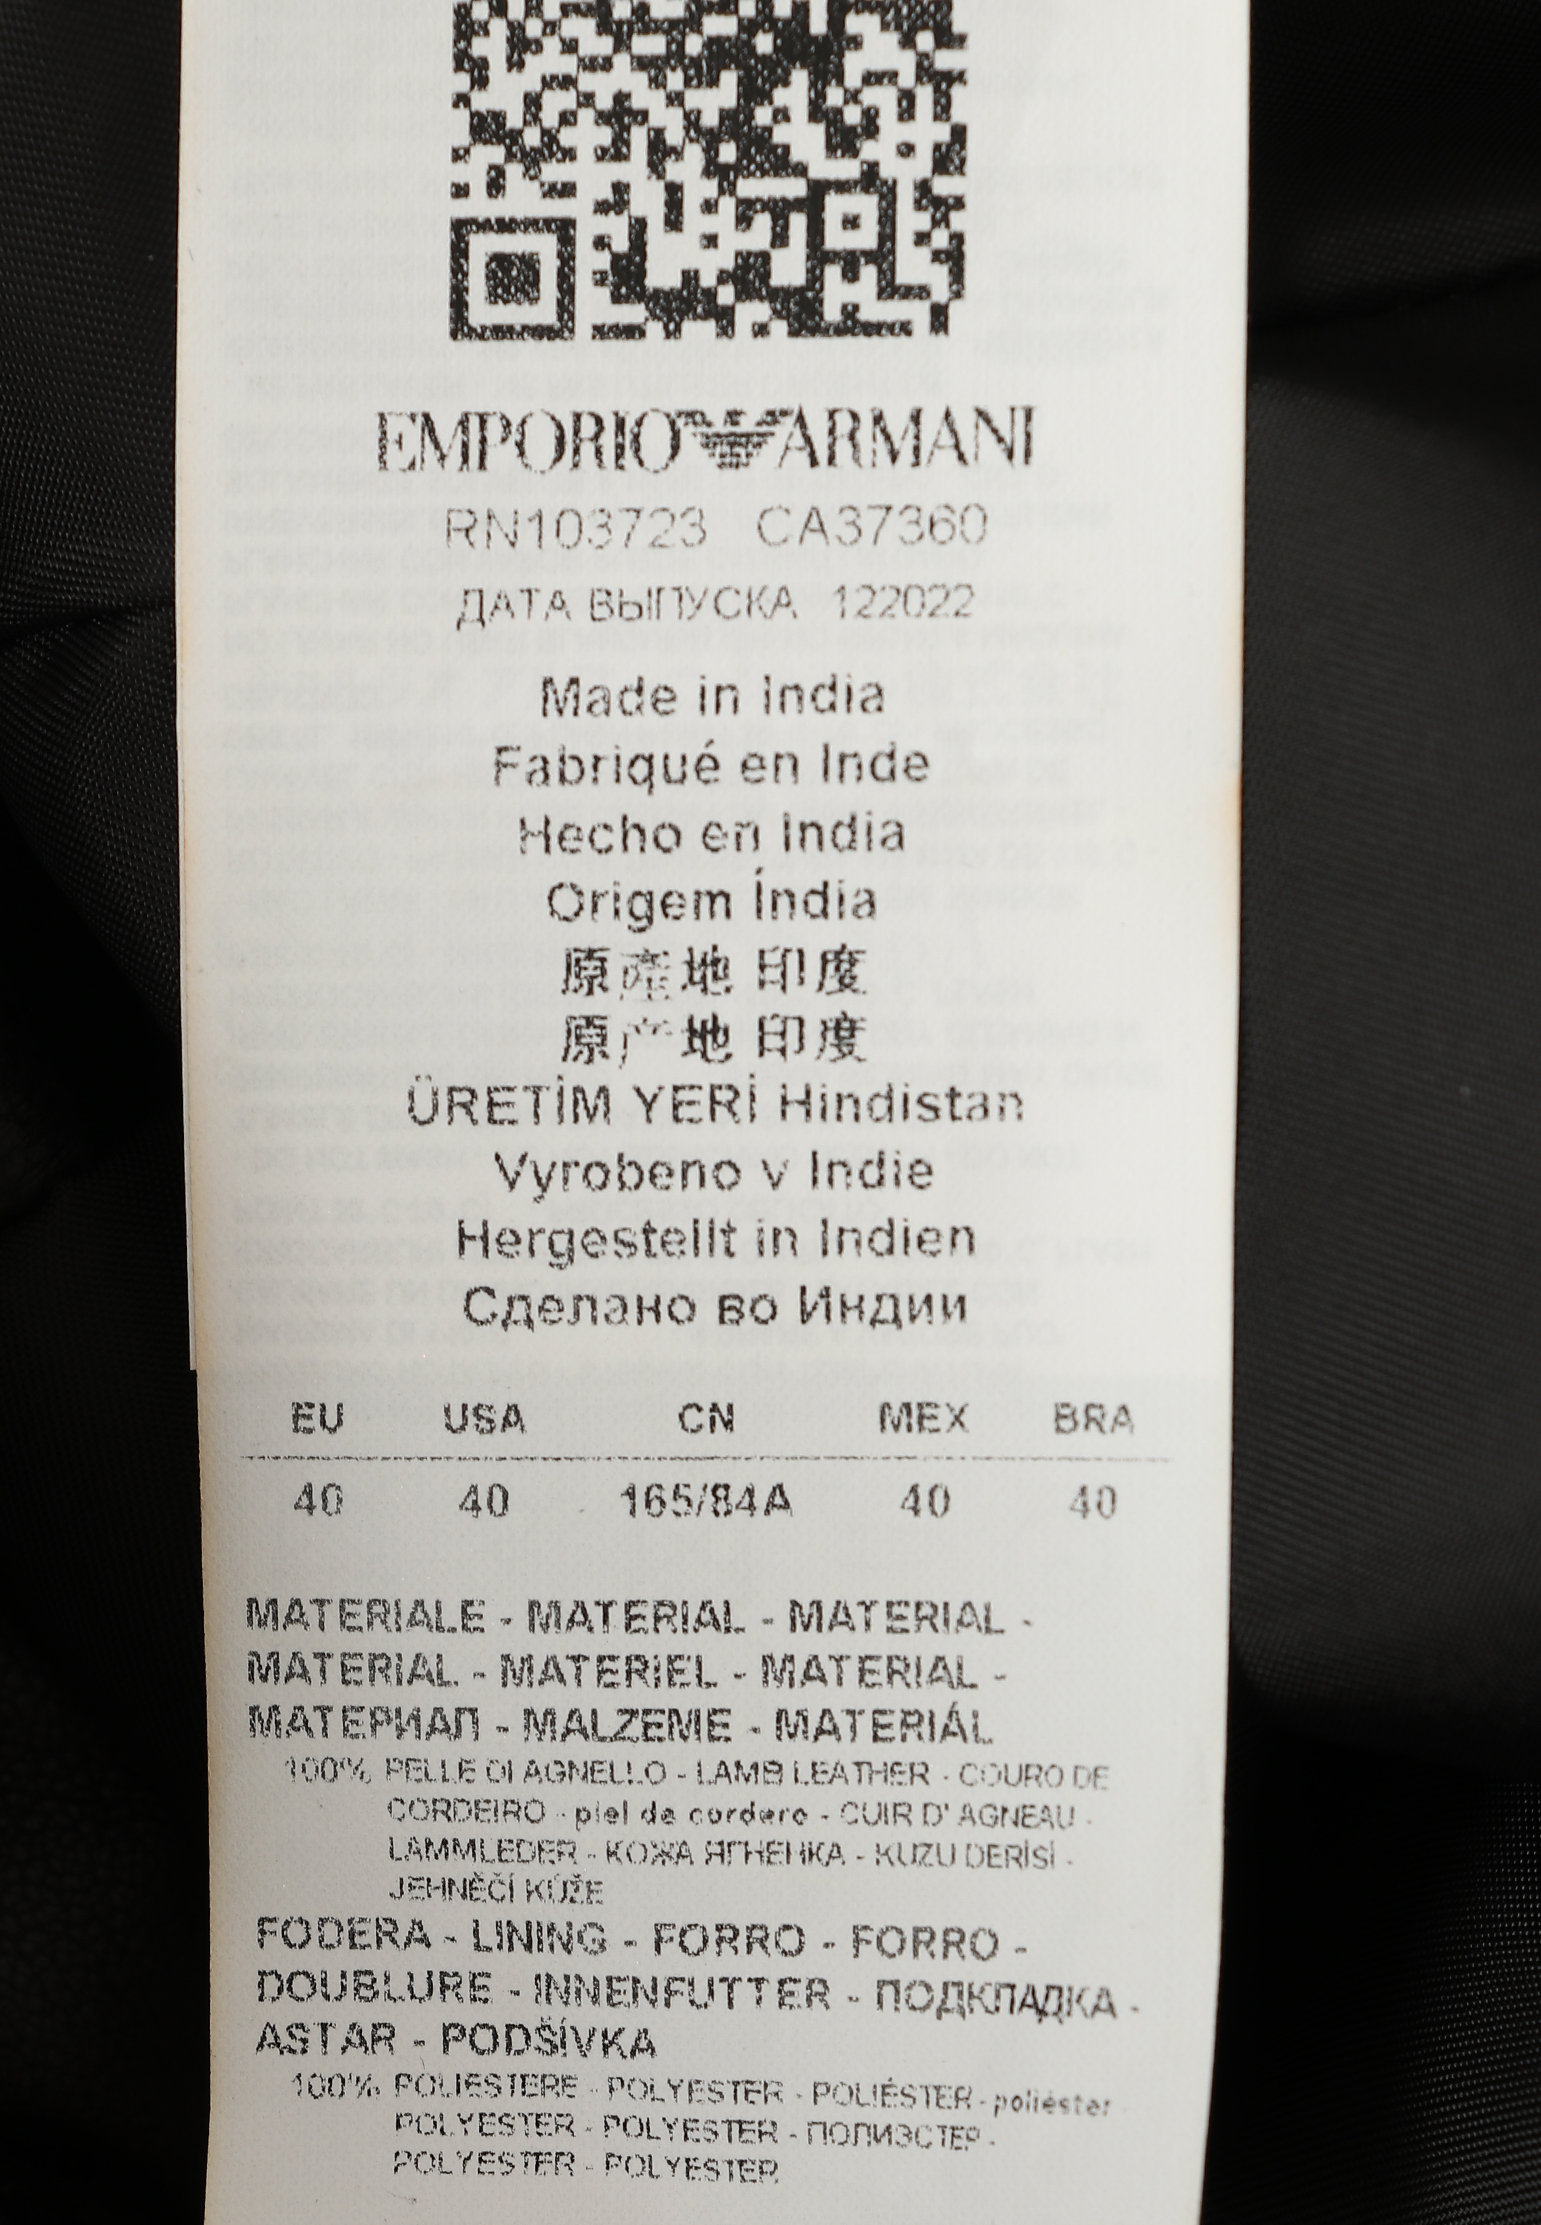 EMPORIO ARMANI
RN103723 CA37360
ДАТА ВЫПУСКА 122022
Made in India
Fabriqué en Inde
Hecho en India
Origem Índia
原產地 印度
原产地 印度
ÜRETİM YERİ Hindistan
Vyrobeno v Indie
Hergestellt in Indien
Сделано во Индии
EU USA CN MEX BRA
40 40 165/84A 40 40
MATERIALE - MATERIAL - MATERIAL -
MATERIAL - MATERIEL - MATERIAL -
МАТЕРИАЛ - MALZEME - MATERIÁL
100% PELLE DI AGNELLO - LAMB LEATHER - COURO DE
CORDEIRO - piel de cordero - CUIR D' AGNEAU -
LAMMLEDER - КОЖА ЯГНЕНКА - KUZU DERİSİ -
JEHNĚČÍ KŮŽE
FODERA - LINING - FORRO - FORRO -
DOUBLURE - INNENFUTTER - ПОДКЛАДКА -
ASTAR - PODŠÍVKA
100% POLIESTERE - POLYESTER - POLIÉSTER - poliéster
POLYESTER - POLYESTER - ПОЛИЭСТЕР -
POLYESTER - POLYESTER